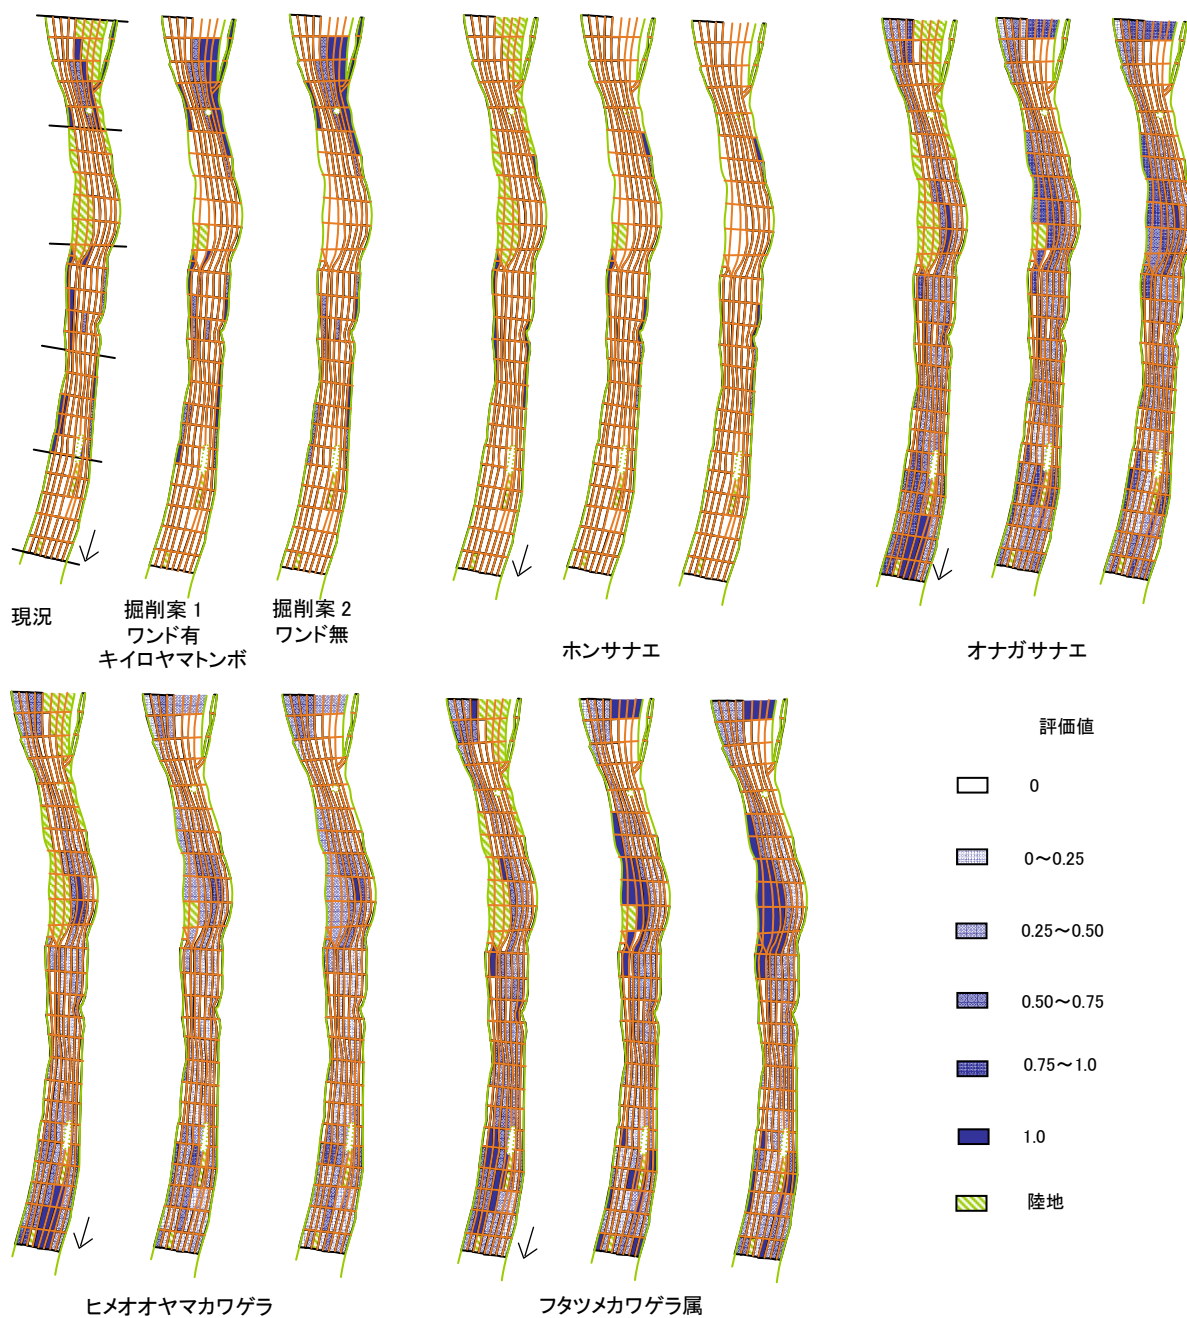 現況
掘削案 1
ワンド有
掘削案 2
ワンド無
キイロヤマトンボ
ホンサナエ
オナガサナエ
ヒメオオヤマカワゲラ
フタツメカワゲラ属
評価値
0
0～0.25
0.25～0.50
0.50～0.75
0.75～1.0
1.0
陸地